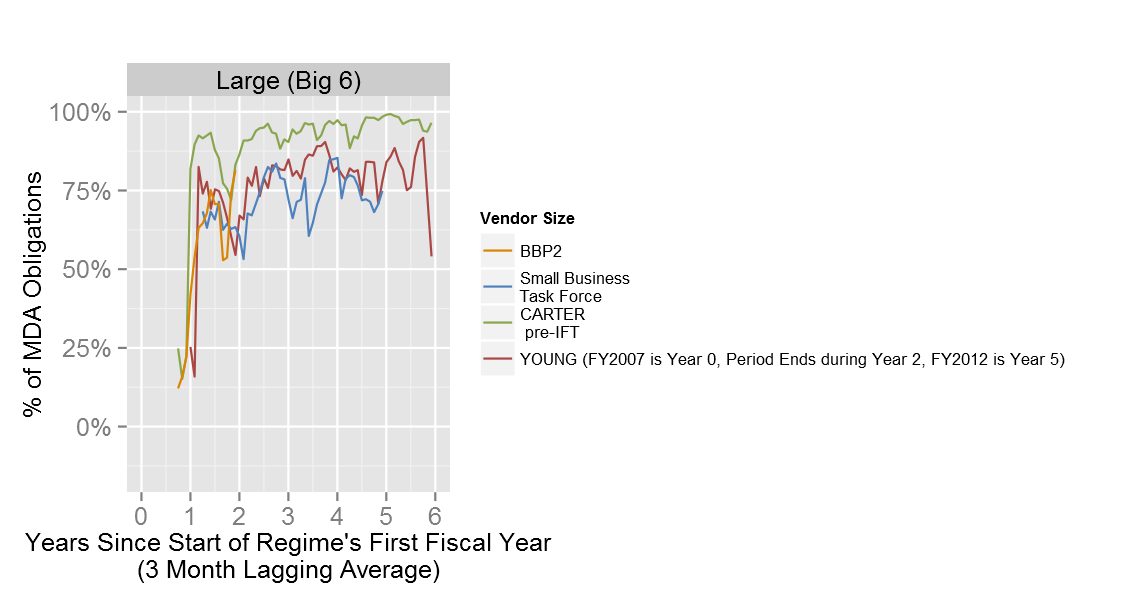 Large (Big 6)
% of MDA Obligations
100%
75%
50%
25%
0%
0 1 2 3 4 5 6
Years Since Start of Regime's First Fiscal Year
(3 Month Lagging Average)
Vendor Size
BBP2
Small Business
Task Force
CARTER
pre-IFT
YOUNG (FY2007 is Year 0, Period Ends during Year 2, FY2012 is Year 5)